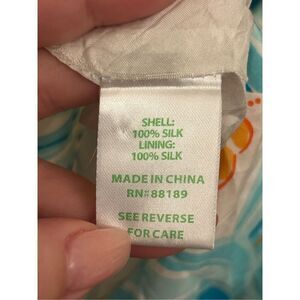 SHELL:
100% SILK
LINING:
100% SILK
MADE IN CHINA
RN#88189
SEE REVERSE
FOR CARE